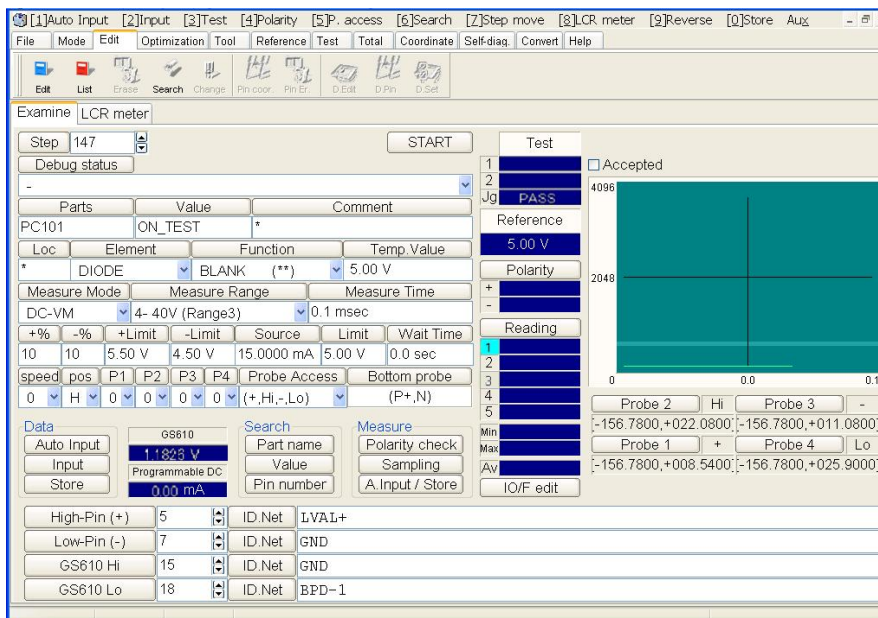 [1]Auto Input [2]Input [3]Test [4]Polarity [5]P. access [6]Search [7]Step move [8]LCR meter [9]Reverse [0]Store Aux
File Mode Edit Optimization Tool Reference Test Total Coordinate Self-diag. Convert Help
Edit List Erase Search Change Pin coor. Pin Er. D.Edit D.Pin D.Set
Examine LCR meter
Step 147 START
Debug status
-
Parts Value Comment
PC101 ON_TEST *
Loc Element Function Temp.Value
* DIODE BLANK (**) 5.00 V
Measure Mode Measure Range Measure Time
DC-VM 4- 40V (Range3) 0.1 msec
+% -% +Limit -Limit Source Limit Wait Time
10 10 5.50 V 4.50 V 15.0000 mA 5.00 V 0.0 sec
speed pos P1 P2 P3 P4 Probe Access Bottom probe
0 H 0 0 0 0 (+,Hi,-,Lo) (P+,N)
Data
Auto Input
Input
Store
GS610
1.1826 V
Programmable DC
0.00 mA
Search
Part name
Value
Pin number
Measure
Polarity check
Sampling
A.Input / Store
Test
1
2
Jg PASS
Reference
5.00 V
Polarity
+
-
Reading
1
2
3
4
5
Min
Max
Av
IO/F edit
Accepted
4096
2048
0 0.0 0.1
Probe 2 Hi Probe 3 -
-156.7800,+022.0800 -156.7800,+011.0800
Probe 1 + Probe 4 Lo
-156.7800,+008.5400 -156.7800,+025.9000
High-Pin (+) 5 ID.Net LVAL+
Low-Pin (-) 7 ID.Net GND
GS610 Hi 15 ID.Net GND
GS610 Lo 18 ID.Net BPD-1